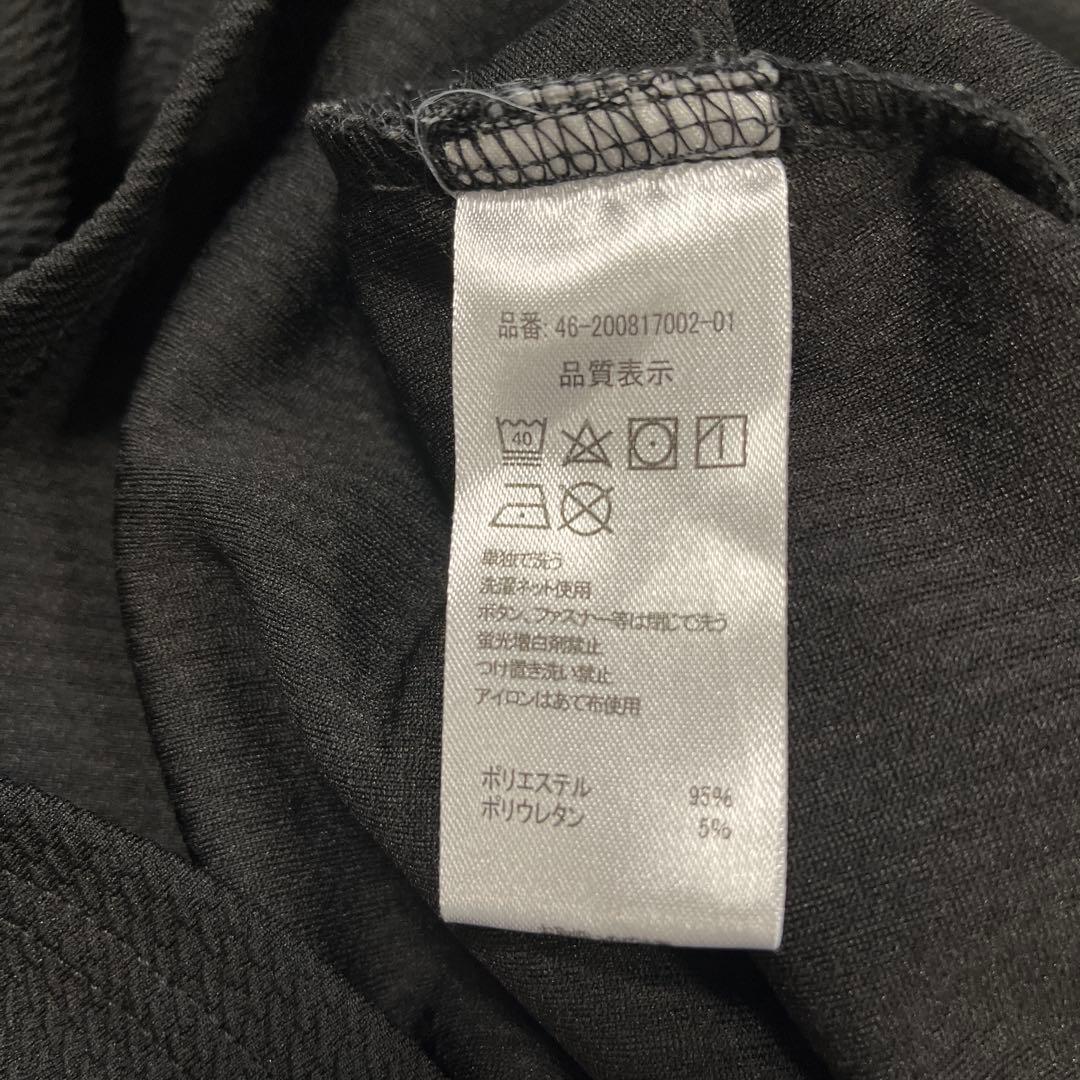 品番: 46-200817002-01
品質表示
40
単独で洗う
洗濯ネット使用
ボタン、ファスナー等は閉じて洗う
蛍光増白剤禁止
つけ置き洗い禁止
アイロンはあて布使用
ポリエステル 95%
ポリウレタン 5%